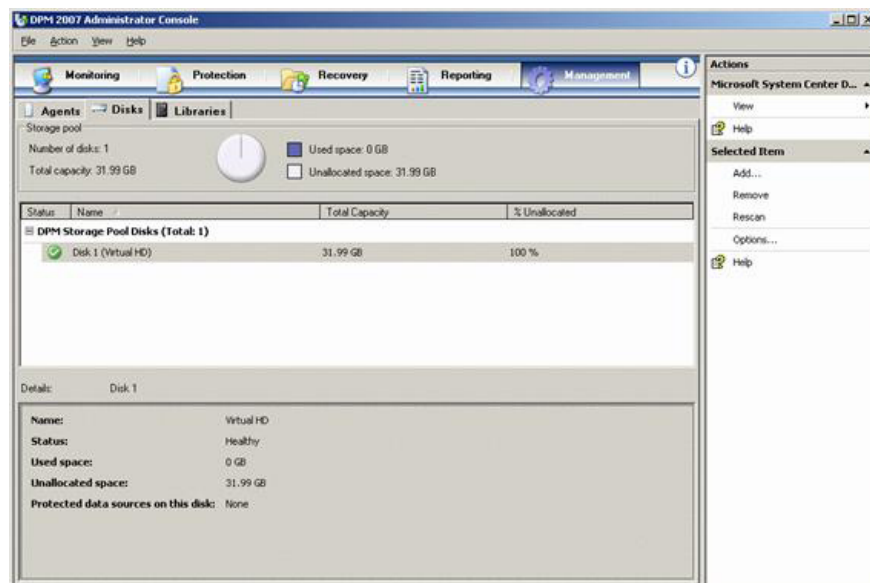 DPM 2007 Administrator Console
File Action View Help
Monitoring Protection Recovery Reporting Management
Agents Disks Libraries
Storage pool
Number of disks: 1
Total capacity: 31.99 GB
Used space: 0 GB
Unallocated space: 31.99 GB
Status Name Total Capacity % Unallocated
DPM Storage Pool Disks (Total: 1)
Disk 1 (Virtual HD) 31.99 GB 100 %
Details: Disk 1
Name: Virtual HD
Status: Healthy
Used space: 0 GB
Unallocated space: 31.99 GB
Protected data sources on this disk: None
Actions
Microsoft System Center D...
View
Help
Selected Item
Add...
Remove
Rescan
Options...
Help